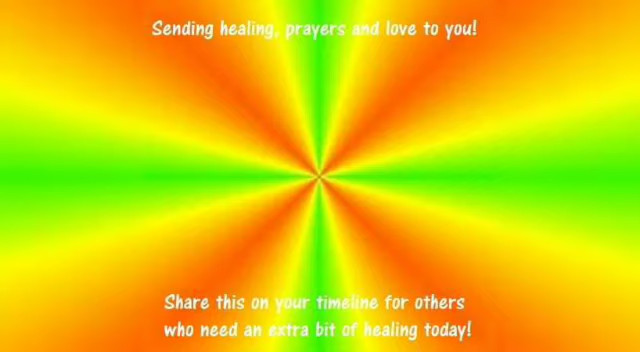 Sending healing, prayers and love to you!
Share this on your timeline for others
who need an extra bit of healing today!